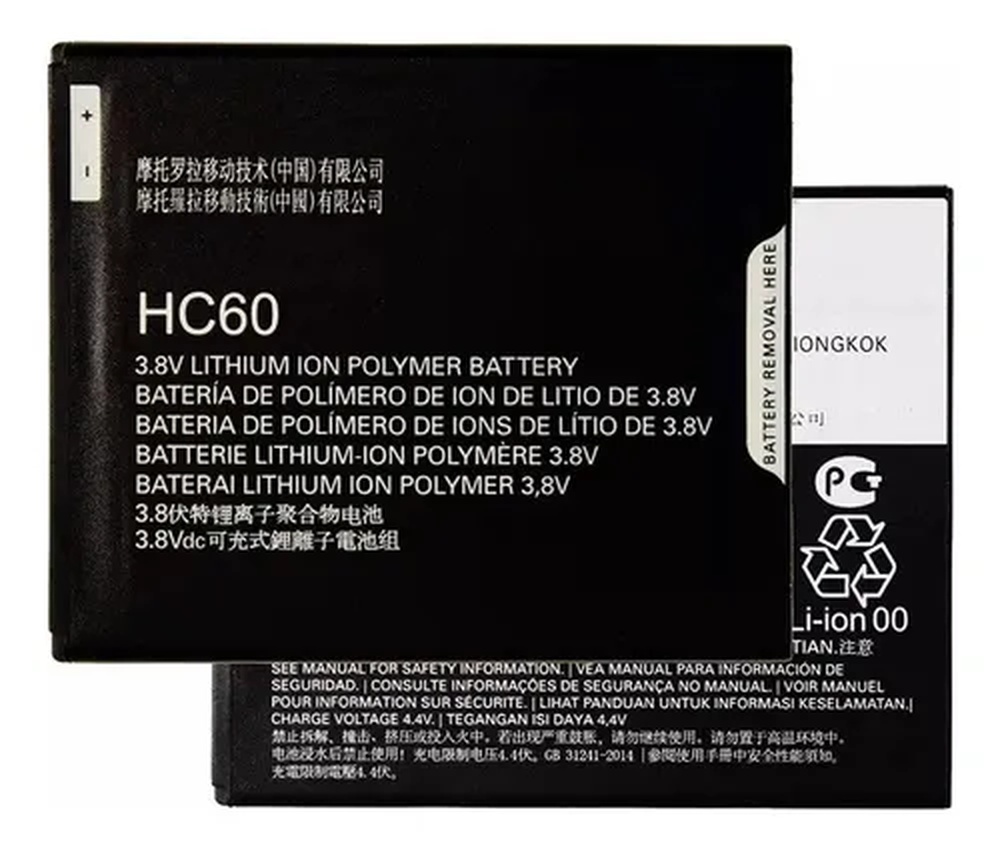 +
-
摩托罗拉移动技术(中国)有限公司
摩托羅拉移動技術(中國)有限公司
HC60
3.8V LITHIUM ION POLYMER BATTERY
BATERÍA DE POLÍMERO DE ION DE LITIO DE 3.8V
BATERIA DE POLÍMERO DE IONS DE LÍTIO DE 3.8V
BATTERIE LITHIUM-ION POLYMÈRE 3.8V
BATERAI LITHIUM ION POLYMER 3,8V
3.8伏特锂离子聚合物电池
3.8Vdc可充式鋰離子電池组
BATTERY REMOVAL HERE
IONGKOK
公司
PG
Li-ion 00
TIAN.注意
SEE MANUAL FOR SAFETY INFORMATION. | VEA MANUAL PARA INFORMACIÓN DE
SEGURIDAD. | CONSULTE INFORMAÇÕES DE SEGURANÇA NO MANUAL. | VOIR MANUEL
POUR INFORMATION SUR SÉCURITE. | LIHAT PANDUAN UNTUK INFORMASI KESELAMATAN.|
CHARGE VOLTAGE 4.4V. | TEGANGAN ISI DAYA 4,4V
禁止拆解、撞击、挤压或投入火中。若出现严重鼓胀，请勿继续使用。请勿置于高温环境中。
电池浸水后禁止使用！充电限制电压4.4伏。GB 31241-2014 |參閱使用手冊中安全性能須知。
充電限制電壓4.4伏。